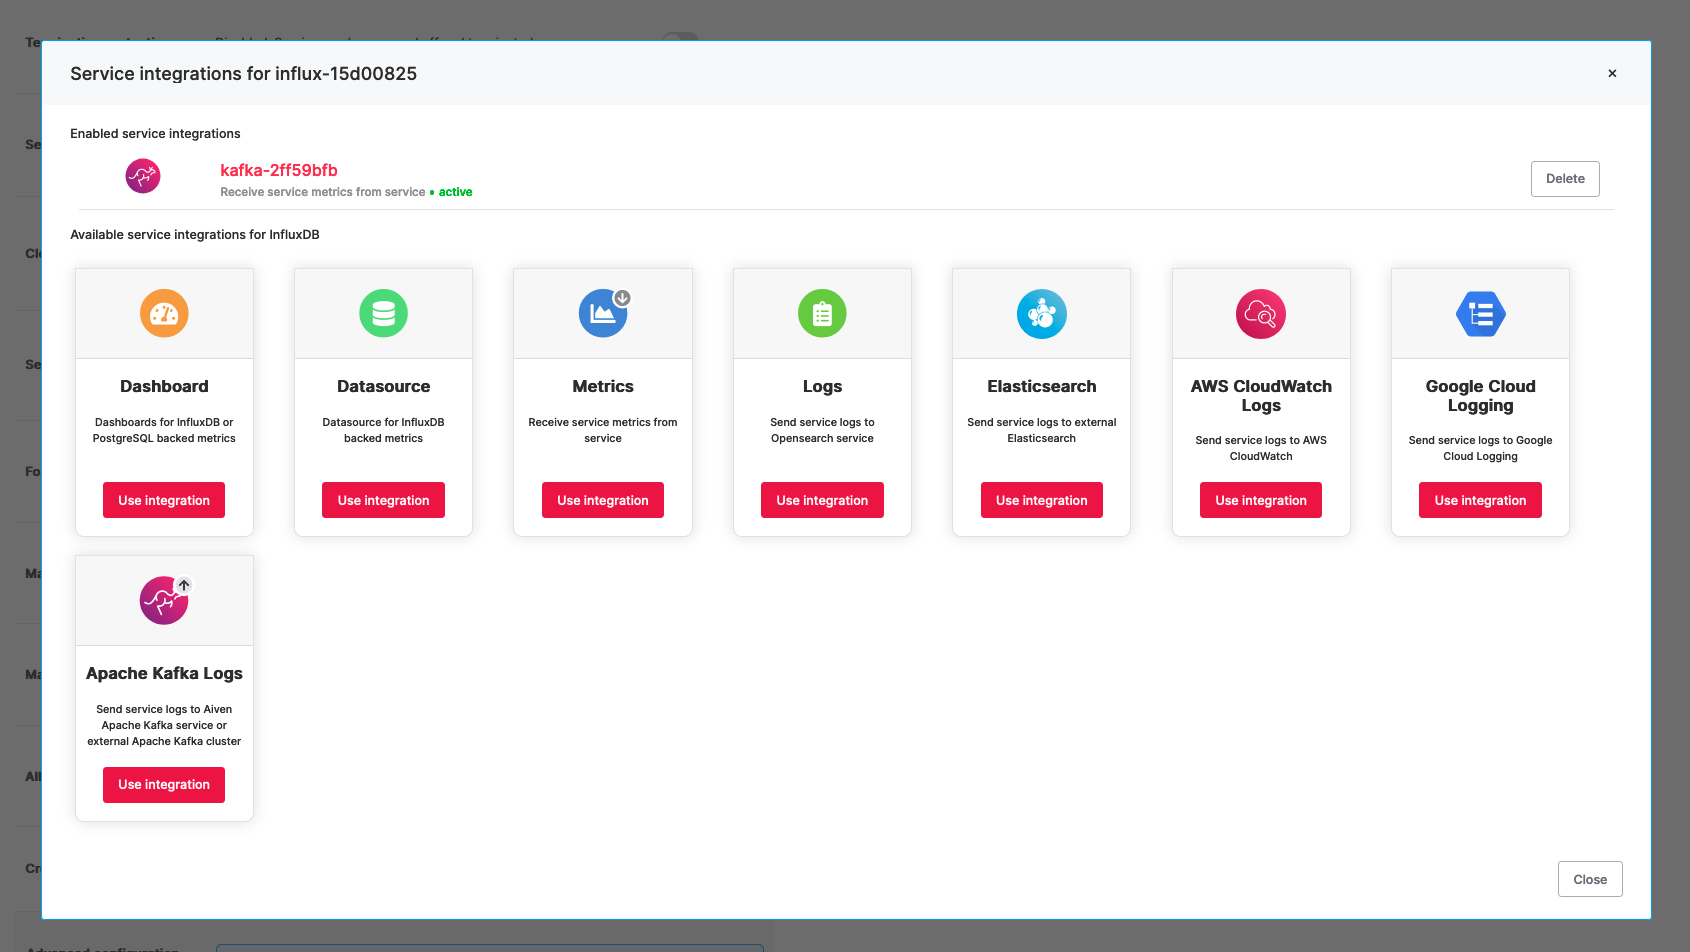 Service integrations for influx-15d00825
Enabled service integrations
kafka-2ff59bfb
Receive service metrics from service • active
Delete
Available service integrations for InfluxDB
Dashboard
Dashboards for InfluxDB or
PostgreSQL backed metrics
Use integration
Datasource
Datasource for InfluxDB
backed metrics
Use integration
Metrics
Receive service metrics from
service
Use integration
Logs
Send service logs to
Opensearch service
Use integration
Elasticsearch
Send service logs to external
Elasticsearch
Use integration
AWS CloudWatch
Logs
Send service logs to AWS
CloudWatch
Use integration
Google Cloud
Logging
Send service logs to Google
Cloud Logging
Use integration
Apache Kafka Logs
Send service logs to Aiven
Apache Kafka service or
external Apache Kafka cluster
Use integration
Close